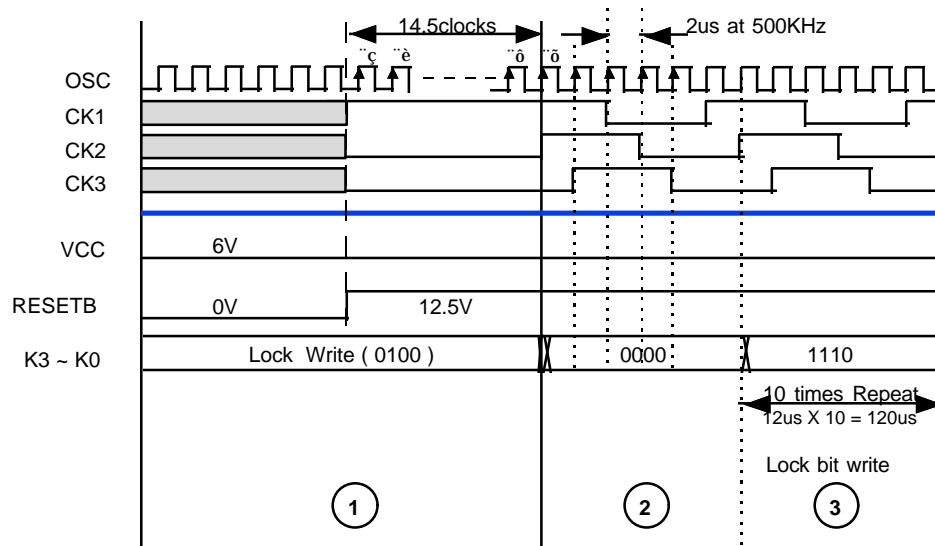 14.5clocks
2us at 500KHz
¨ç ¨è ¨ô ¨õ
OSC
CK1
CK2
CK3
VCC 6V
RESETB 0V 12.5V
K3 ~ K0 Lock Write ( 0100 ) 0000 1110
10 times Repeat
12us X 10 = 120us
Lock bit write
1 2 3